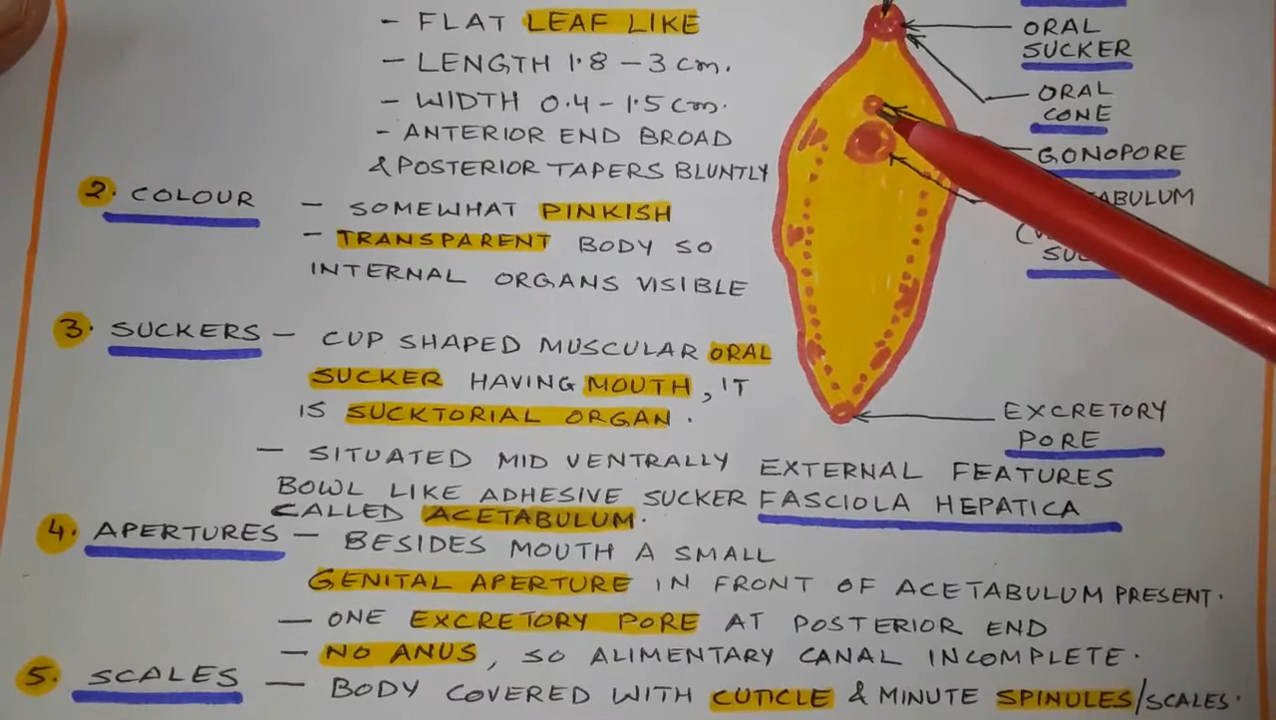 - FLAT LEAF LIKE
- LENGTH 1.8 - 3 cm.
- WIDTH 0.4 - 1.5 cm.
- ANTERIOR END BROAD
& POSTERIOR TAPERS BLUNTLY
2. COLOUR - SOMEWHAT PINKISH
- TRANSPARENT BODY SO
INTERNAL ORGANS VISIBLE
3. SUCKERS - CUP SHAPED MUSCULAR ORAL
SUCKER HAVING MOUTH, IT
IS SUCKTORIAL ORGAN.
- SITUATED MID VENTRALLY
BOWL LIKE ADHESIVE SUCKER
CALLED ACETABULUM.
4. APERTURES - BESIDES MOUTH A SMALL
GENITAL APERTURE IN FRONT OF ACETABULUM PRESENT.
- ONE EXCRETORY PORE AT POSTERIOR END
- NO ANUS, SO ALIMENTARY CANAL INCOMPLETE.
5. SCALES - BODY COVERED WITH CUTICLE & MINUTE SPINULES/SCALES.
ORAL
SUCKER
ORAL
CONE
GONOPORE
EXCRETORY
PORE
EXTERNAL FEATURES
FASCIOLA HEPATICA